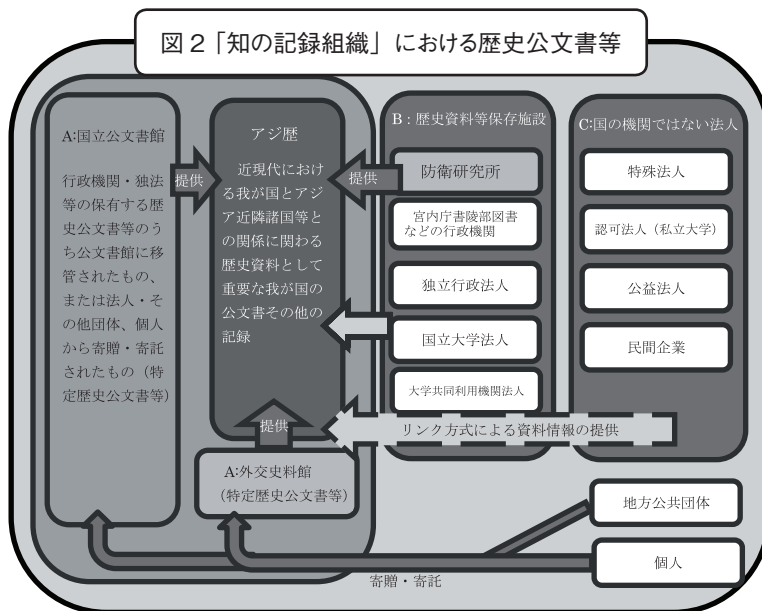 図２「知の記録組織」における歴史公文書等
A:国立公文書館
行政機関・独法
等の保有する歴
史公文書等のう
ち公文書館に移
管されたもの、
または法人・そ
の他団体、個人
から寄贈・寄託
されたもの（特
定歴史公文書等）
提供
アジ歴
近現代におけ
る我が国とアジ
ア近隣諸国等と
の関係に関わる
歴史資料として
重要な我が国の
公文書その他の
記録
提供
提供
A:外交史料館
（特定歴史公文書等）
B：歴史資料等保存施設
防衛研究所
宮内庁書陵部図書
などの行政機関
独立行政法人
国立大学法人
大学共同利用機関法人
リンク方式による資料情報の提供
C:国の機関ではない法人
特殊法人
認可法人（私立大学）
公益法人
民間企業
地方公共団体
個人
寄贈・寄託